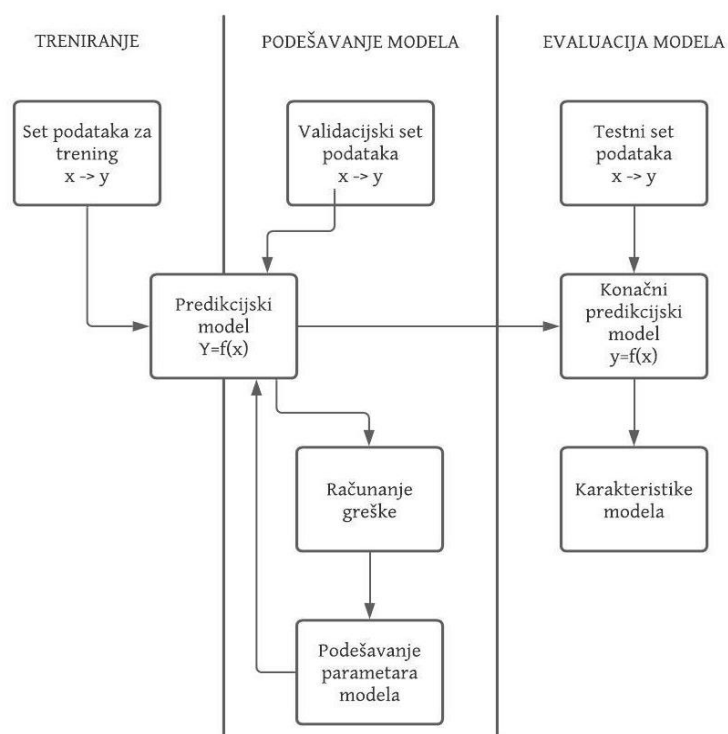 TRENIRANJE
PODEŠAVANJE MODELA
EVALUACIJA MODELA
Set podataka za
trening
x -> y
Validacijski set
podataka
x -> y
Testni set
podataka
x -> y
Predikcijski
model
Y=f(x)
Konačni
predikcijski
model
y=f(x)
Računanje
greške
Karakteristike
modela
Podešavanje
parametara
modela